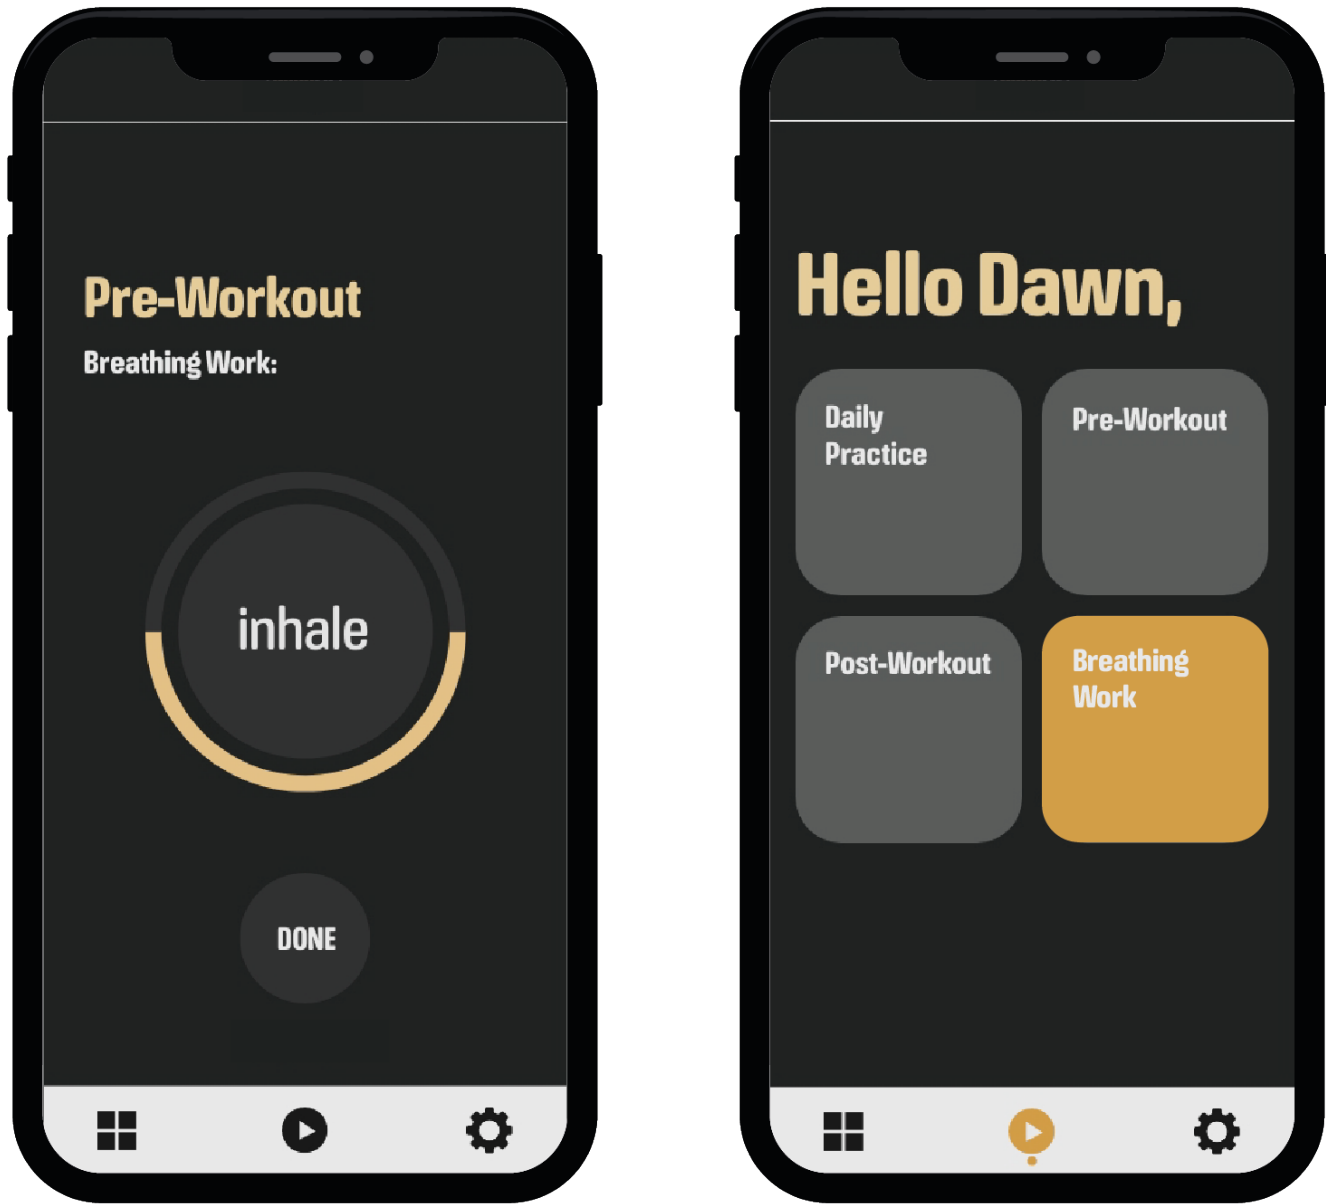 Pre-Workout
Breathing Work:
inhale
DONE
Hello Dawn,
Daily
Practice
Pre-Workout
Post-Workout
Breathing
Work